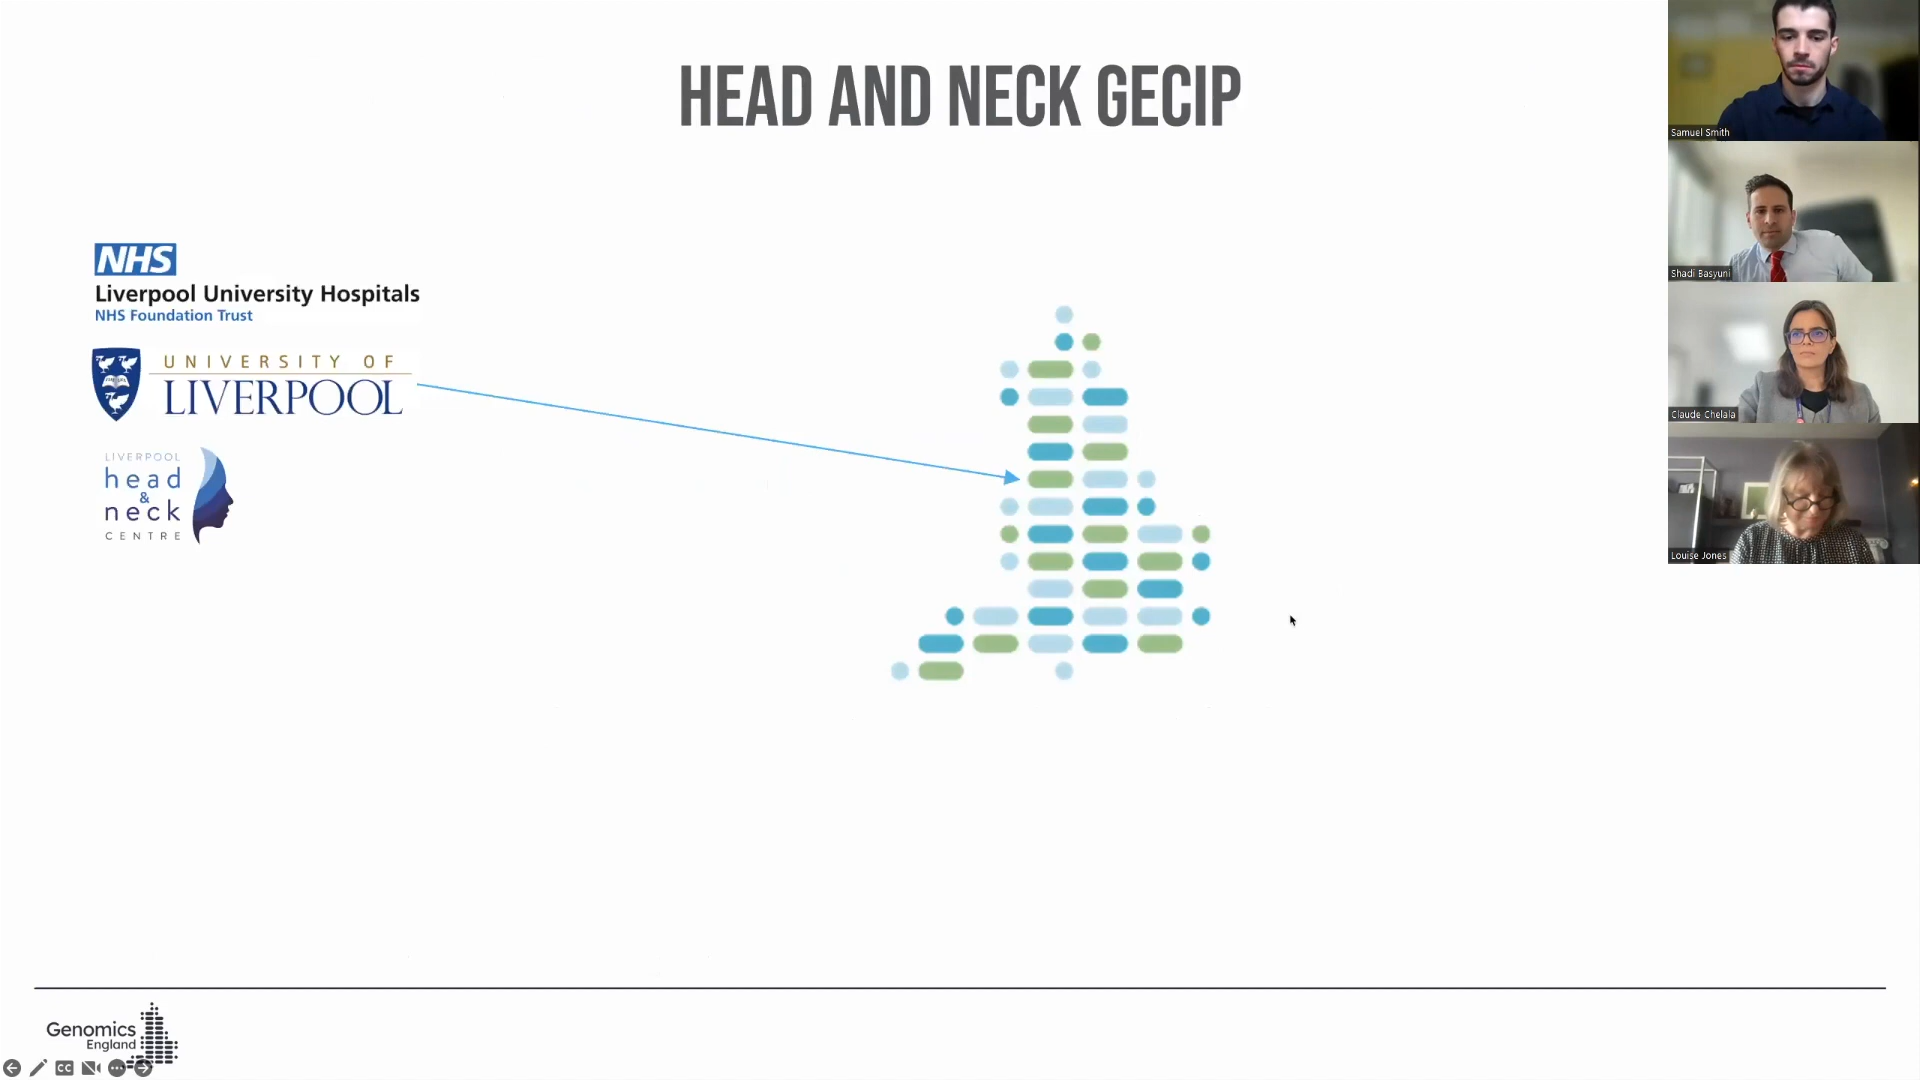 HEAD AND NECK GECIP
NHS
Liverpool University Hospitals
NHS Foundation Trust
UNIVERSITY OF
LIVERPOOL
LIVERPOOL
head
&
neck
CENTRE
Samuel Smith
Shadi Basyuni
Claude Chelala
Louise Jones
Genomics
England
CC